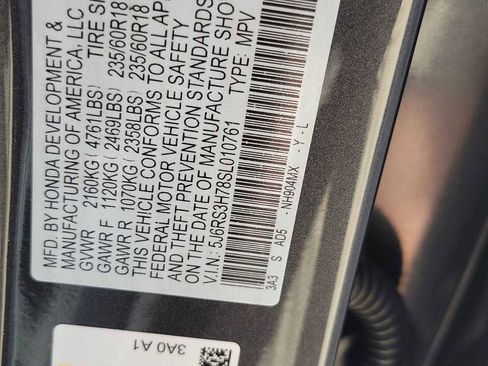 MFD BY HONDA DEVELOPMENT &
MANUFACTURING OF AMERICA, LLC
GVWR 2160KG (4761LBS) TIRE
GAWR F 1120KG (2469LBS) 235/60R18
GAWR R 1070KG (2358LBS) 235/60R18
THIS VEHICLE CONFORMS TO ALL AP
FEDERAL MOTOR VEHICLE SAFETY
AND THEFT PREVENTION STANDARDS
ON THE DATE OF MANUFACTURE SHO
V.I.N.: 5J6RS3H78SL010761 TYPE: MPV
3A3 S AD5 -NH904MX Y - L
3A0 A1